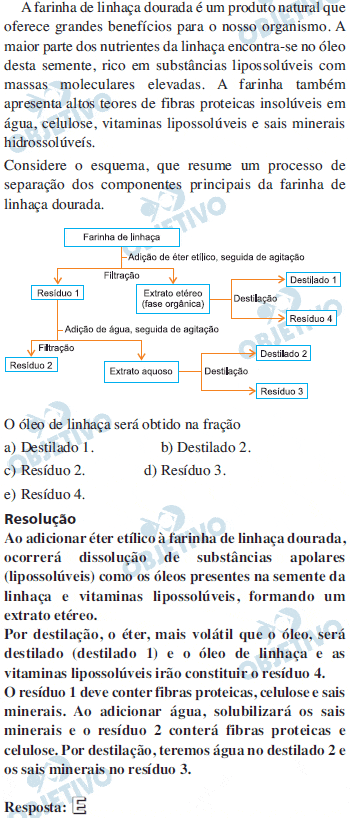 A farinha de linhaça dourada é um produto natural que
oferece grandes benefícios para o nosso organismo. A
maior parte dos nutrientes da linhaça encontra-se no óleo
desta semente, rico em substâncias lipossolúveis com
massas moleculares elevadas. A farinha também
apresenta altos teores de fibras proteicas insolúveis em
água, celulose, vitaminas lipossolúveis e sais minerais
hidrossolúveís.
Considere o esquema, que resume um processo de
separação dos componentes principais da farinha de
linhaça dourada.
Farinha de linhaça
Adição de éter etílico, seguida de agitação
Filtração
Resíduo 1
Extrato etéreo
(fase orgânica)
Destilação
Destilado 1
Resíduo 4
Adição de água, seguida de agitação
Filtração
Resíduo 2
Extrato aquoso
Destilação
Destilado 2
Resíduo 3
O óleo de linhaça será obtido na fração
a) Destilado 1. b) Destilado 2.
c) Resíduo 2. d) Resíduo 3.
e) Resíduo 4.
Resolução
Ao adicionar éter etílico à farinha de linhaça dourada,
ocorrerá dissolução de substâncias apolares
(lipossolúveis) como os óleos presentes na semente da
linhaça e vitaminas lipossolúveis, formando um
extrato etéreo.
Por destilação, o éter, mais volátil que o óleo, será
destilado (destilado 1) e o óleo de linhaça e as
vitaminas lipossolúveis irão constituir o resíduo 4.
O resíduo 1 deve conter fibras proteicas, celulose e sais
minerais. Ao adicionar água, solubilizará os sais
minerais e o resíduo 2 conterá fibras proteicas e
celulose. Por destilação, teremos água no destilado 2 e
os sais minerais no resíduo 3.
Resposta: E
OBJETIVO
OBJETIVO
OBJETIVO
OBJETIVO
OBJETIVO
OBJETIVO
OBJETIVO
OBJETIVO